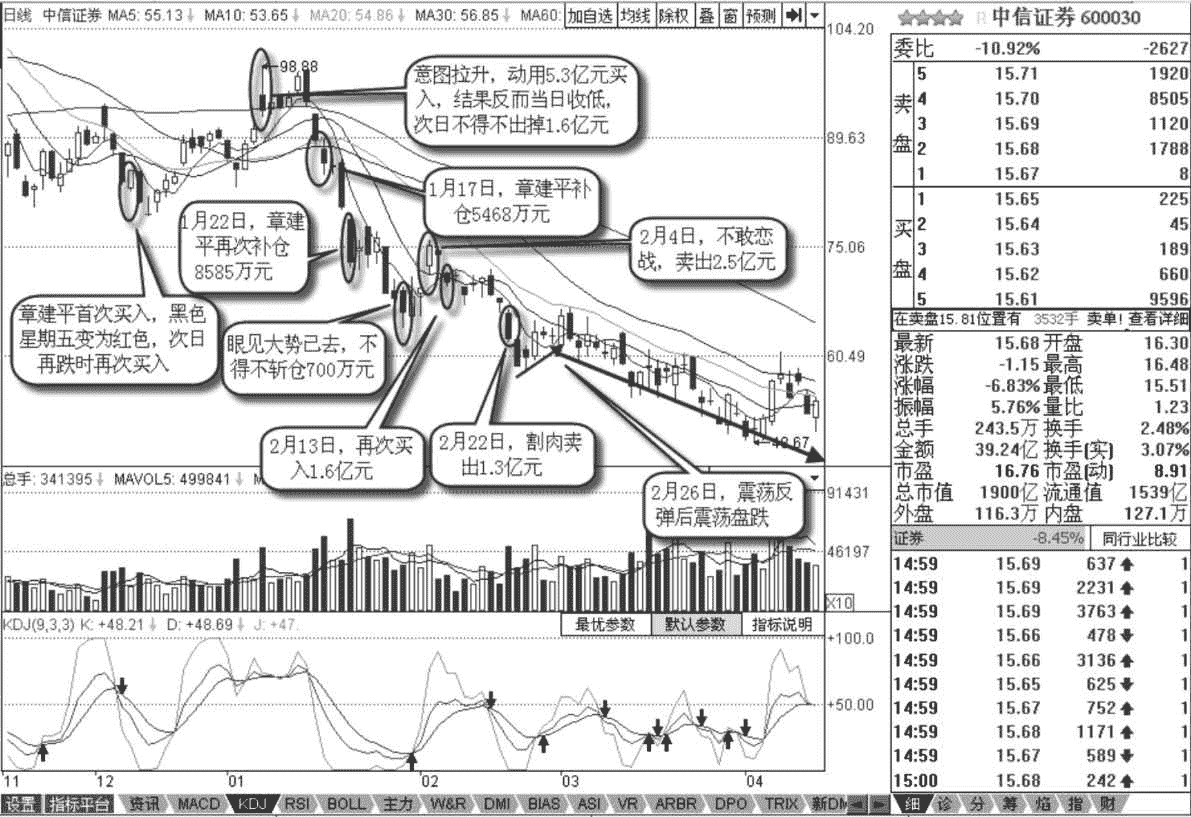 日线 中信证券 MA5: 55.13↓ MA10: 53.65↓ MA20: 54.86↓ MA30: 56.85↓ MA60:
加自选 均线 除权 叠 窗 预测
104.20
89.63
75.06
60.49
98.88
意图拉升，动用5.3亿元买
入，结果反而当日收低，
次日不得不出掉1.6亿元
1月17日，章建平补
仓5468万元
1月22日，章建
平再次补仓
8585万元
2月4日，不敢恋
战，卖出2.5亿元
章建平首次买入，黑色
星期五变为红色，次日
再跌时再次买入
眼见大势已去，不
得不斩仓700万元
2月13日，再次买
入1.6亿元
2月22日，割肉卖
出1.3亿元
2月26日，震荡反
弹后震荡盘跌
总手: 341395↓ MAVOL5: 499841↓
91431
46197
X10
KDJ(9,3,3) K: +48.21↓ D: +48.69↓ J: +47.
最优参数 默认参数 指标说明
+100.0
+50.00
11 12 01 02 03 04
设置 指标平台 资讯 MACD KDJ RSI BOLL 主力 W&R DMI BIAS ASI VR ARBR DPO TRIX 新DM
R 中信证券 600030
委比 -10.92% -2627
卖盘
5 15.71 1920
4 15.70 8505
3 15.69 1120
2 15.68 1788
1 15.67 8
买盘
1 15.65 225
2 15.64 45
3 15.63 189
4 15.62 660
5 15.61 9596
在卖盘15.81位置有 3532手 卖单! 查看详细
最新 15.68 开盘 16.30
涨跌 -1.15 最高 16.48
涨幅 -6.83% 最低 15.51
振幅 5.76% 量比 1.23
总手 243.5万 换手 2.48%
金额 39.24亿 换手(实) 3.07%
市盈 16.76 市盈(动) 8.91
总市值 1900亿 流通值 1539亿
外盘 116.3万 内盘 127.1万
证券 -8.45% 同行业比较
14:59 15.69 637 ↑ 1
14:59 15.69 2231 ↑ 1
14:59 15.69 3763 ↑ 1
14:59 15.66 478 ↓ 1
14:59 15.66 3136 ↑ 1
14:59 15.65 625 ↓ 1
14:59 15.67 752 ↑ 1
14:59 15.68 1171 ↑ 1
14:59 15.67 589 ↓ 1
15:00 15.68 242 ↑ 1
细 诊 分 筹 焰 指 财